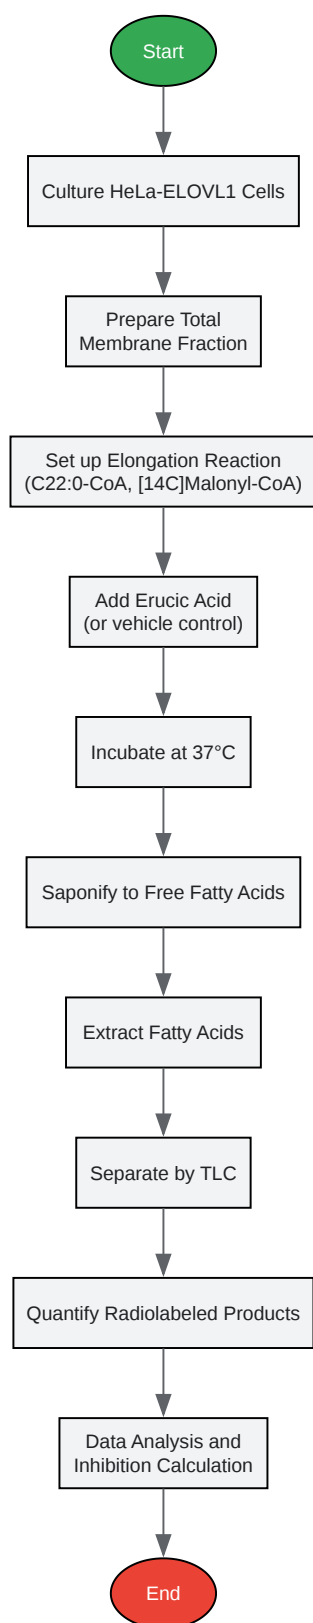 Start
Culture HeLa-ELOVL1 Cells
Prepare Total
Membrane Fraction
Set up Elongation Reaction
(C22:0-CoA, [14C]Malonyl-CoA)
Add Erucic Acid
(or vehicle control)
Incubate at 37°C
Saponify to Free Fatty Acids
Extract Fatty Acids
Separate by TLC
Quantify Radiolabeled Products
Data Analysis and
Inhibition Calculation
End